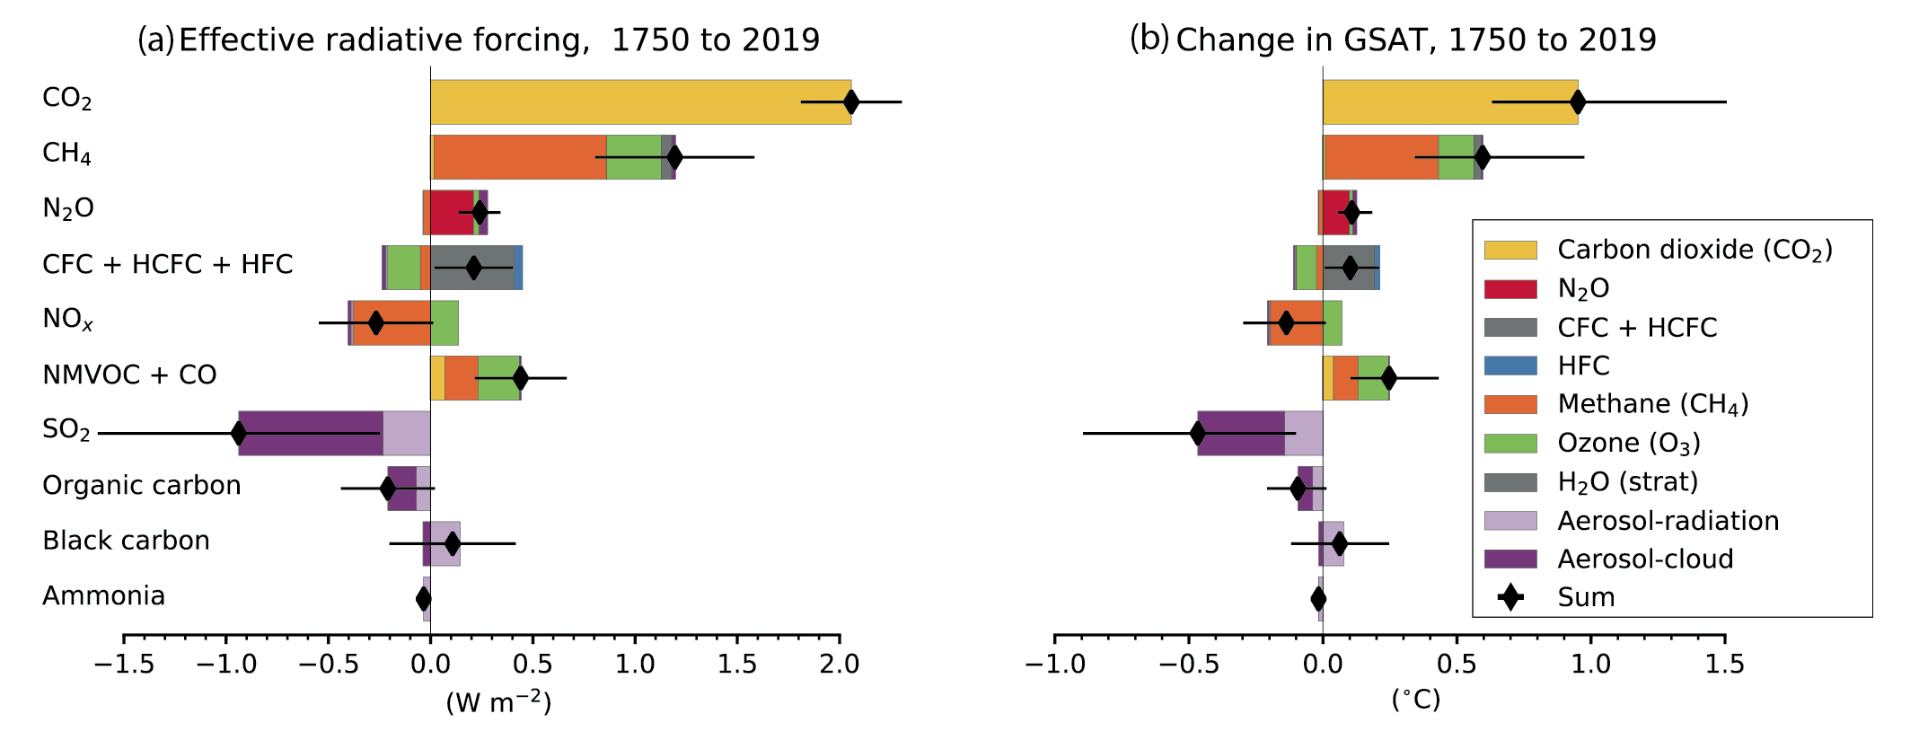 (a) Effective radiative forcing, 1750 to 2019
CO₂
CH₄
N₂O
CFC + HCFC + HFC
NOₓ
NMVOC + CO
SO₂
Organic carbon
Black carbon
Ammonia
−1.5 −1.0 −0.5 0.0 0.5 1.0 1.5 2.0
(W m⁻²)
(b) Change in GSAT, 1750 to 2019
Carbon dioxide (CO₂)
N₂O
CFC + HCFC
HFC
Methane (CH₄)
Ozone (O₃)
H₂O (strat)
Aerosol-radiation
Aerosol-cloud
Sum
−1.0 −0.5 0.0 0.5 1.0 1.5
(°C)